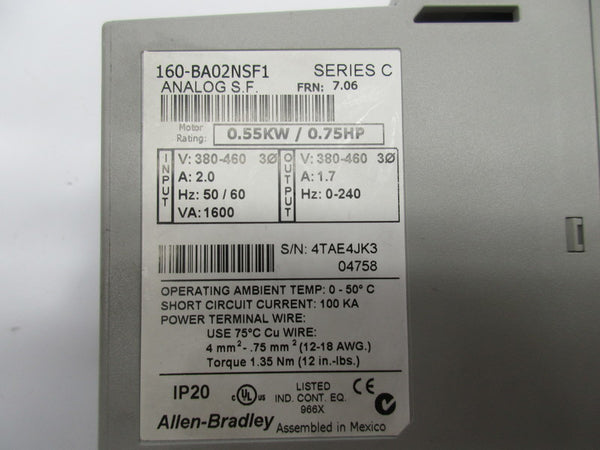 160-BA02NSF1 SERIES C
ANALOG S.F. FRN: 7.06
Motor Rating: 0.55KW / 0.75HP
INPUT
V: 380-460 3Ø
A: 2.0
Hz: 50 / 60
VA: 1600
OUTPUT
V: 380-460 3Ø
A: 1.7
Hz: 0-240
S/N: 4TAE4JK3
04758
OPERATING AMBIENT TEMP: 0 - 50° C
SHORT CIRCUIT CURRENT: 100 KA
POWER TERMINAL WIRE:
USE 75°C Cu WIRE:
4 mm²- .75 mm² (12-18 AWG.)
Torque 1.35 Nm (12 in.-lbs.)
IP20 c UL us LISTED CE
IND. CONT. EQ.
966X
Allen-Bradley Assembled in Mexico